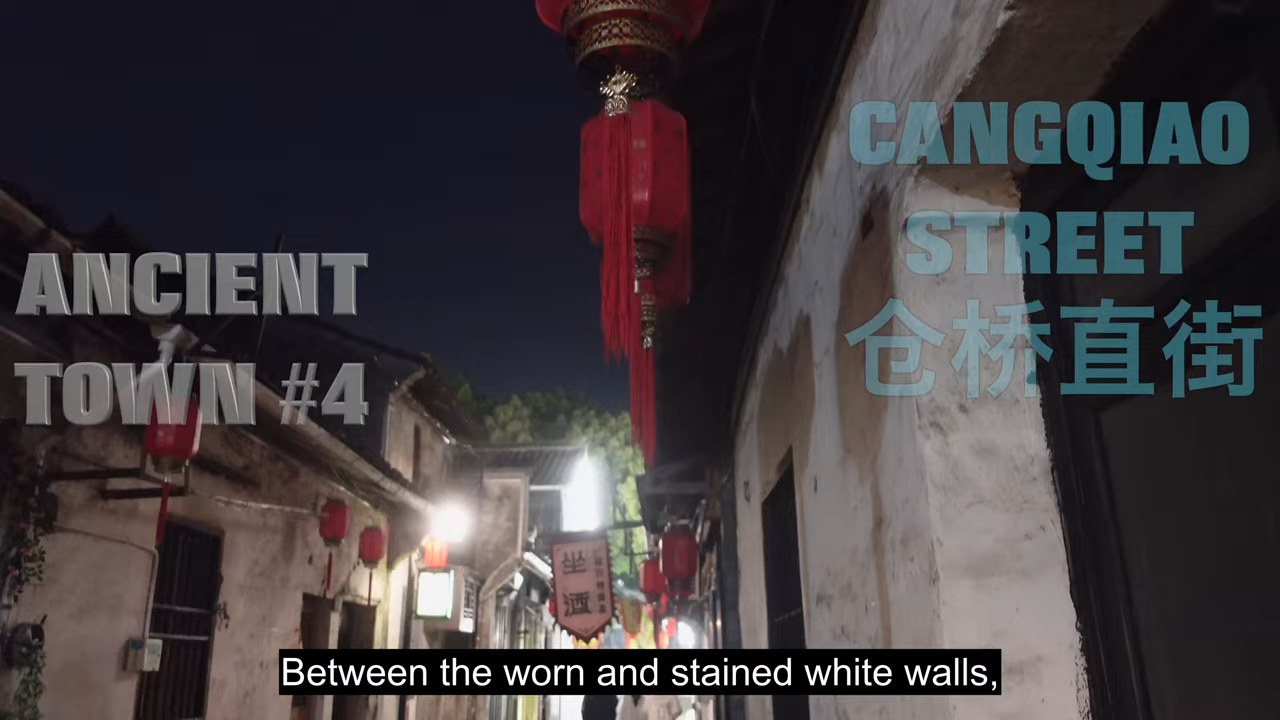 ANCIENT
TOWN #4
CANGQIAO
STREET
仓桥直街
坐
酒
Between the worn and stained white walls,